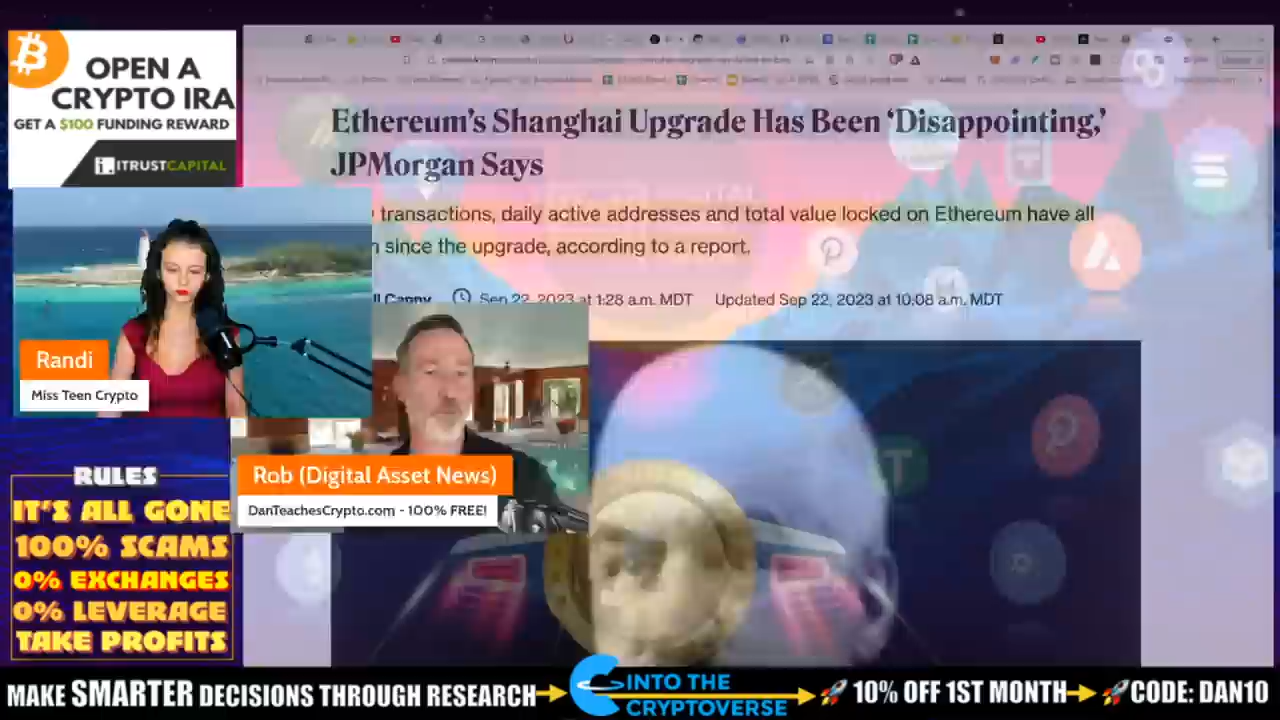 OPEN A
CRYPTO IRA
GET A $100 FUNDING REWARD
ITRUSTCAPITAL
Ethereum's Shanghai Upgrade Has Been 'Disappointing,'
JPMorgan Says
transactions, daily active addresses and total value locked on Ethereum have all
since the upgrade, according to a report.
Canny Sep 22, 2023 at 1:28 a.m. MDT Updated Sep 22, 2023 at 10:08 a.m. MDT
Randi
Miss Teen Crypto
Rob (Digital Asset News)
DanTeachesCrypto.com - 100% FREE!
RULES
IT'S ALL GONE
100% SCAMS
0% EXCHANGES
0% LEVERAGE
TAKE PROFITS
MAKE SMARTER DECISIONS THROUGH RESEARCH
INTO THE
CRYPTOVERSE
10% OFF 1ST MONTH
CODE: DAN10